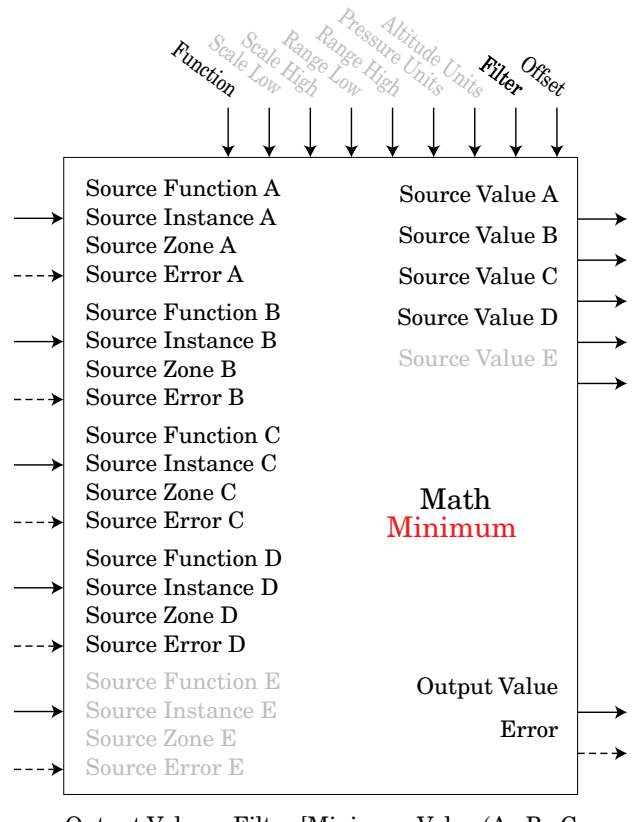 Function
Scale Low
Scale High
Range Low
Range High
Pressure Units
Altitude Units
Filter
Offset
Source Function A
Source Instance A
Source Zone A
Source Error A
Source Function B
Source Instance B
Source Zone B
Source Error B
Source Function C
Source Instance C
Source Zone C
Source Error C
Source Function D
Source Instance D
Source Zone D
Source Error D
Source Function E
Source Instance E
Source Zone E
Source Error E
Source Value A
Source Value B
Source Value C
Source Value D
Source Value E
Math
Minimum
Output Value
Error